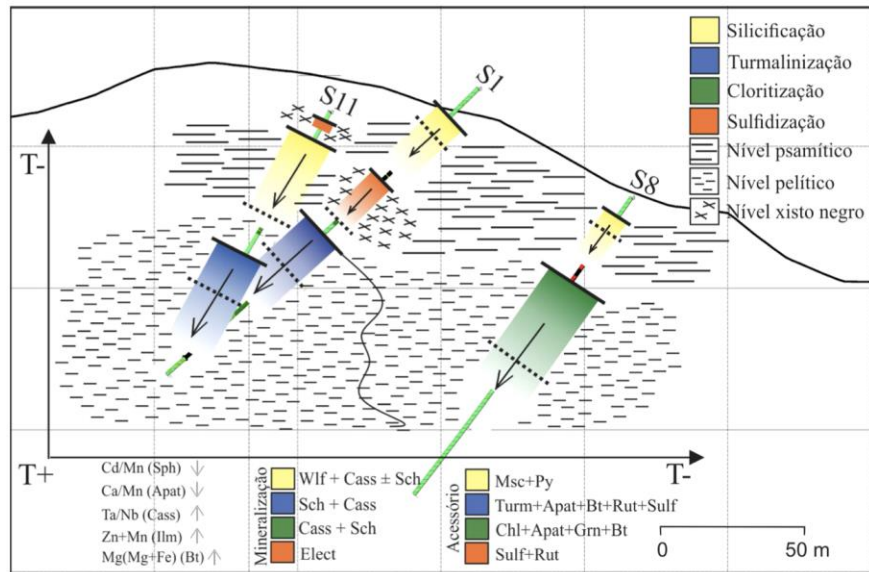 Silicificação
Turmalinização
Cloritização
Sulfidização
Nível psamítico
Nível pelítico
Nível xisto negro
S11
S1
S8
T-
T+
T-
Cd/Mn (Sph) ↓
Ca/Mn (Apat) ↓
Ta/Nb (Cass) ↑
Zn+Mn (Ilm) ↑
Mg(Mg+Fe) (Bt) ↑
Mineralização
Wlf + Cass ± Sch
Sch + Cass
Cass + Sch
Elect
Acessório
Msc+Py
Turm+Apat+Bt+Rut+Sulf
Chl+Apat+Grn+Bt
Sulf+Rut
0 50 m